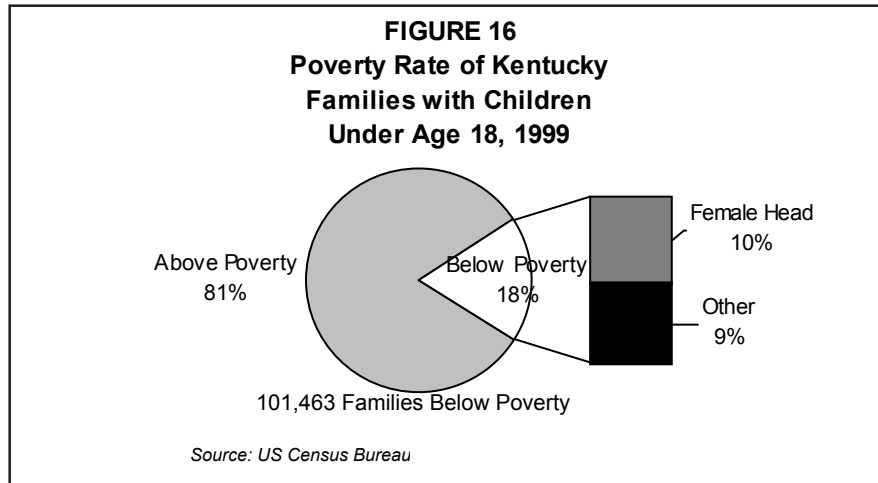 FIGURE 16
Poverty Rate of Kentucky
Families with Children
Under Age 18, 1999
Above Poverty
81%
Below Poverty
18%
Female Head
10%
Other
9%
101,463 Families Below Poverty
Source: US Census Bureau